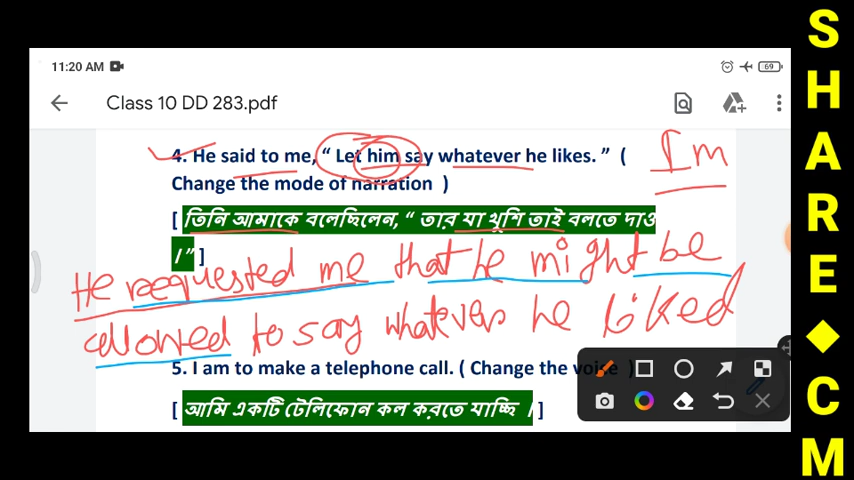 11:20 AM
69
Class 10 DD 283.pdf
4. He said to me, “ Let him say whatever he likes. ” (
Im
Change the mode of narration )
[ তিনি আমাকে বলেছিলেন, “ তার যা খুশি তাই বলতে দাও
।” ]
He requested me that he might be
allowed to say whatever he liked
5. I am to make a telephone call. ( Change the voice )
[ আমি একটি টেলিফোন কল করতে যাচ্ছি । ]
SHARE◆CM